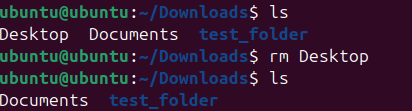 ubuntu@ubuntu:~/Downloads$ ls
Desktop  Documents  test_folder
ubuntu@ubuntu:~/Downloads$ rm Desktop
ubuntu@ubuntu:~/Downloads$ ls
Documents  test_folder